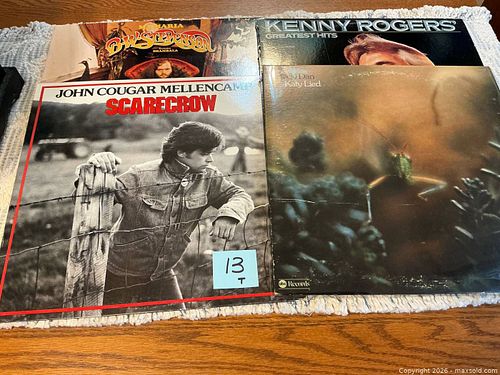 KENNY ROGERS
GREATEST HITS
JOHN COUGAR MELLENCAMP
SCARECROW
Steely Dan
Katy Lied
13
T
abc Records
Copyright 2026 - maxsold.com